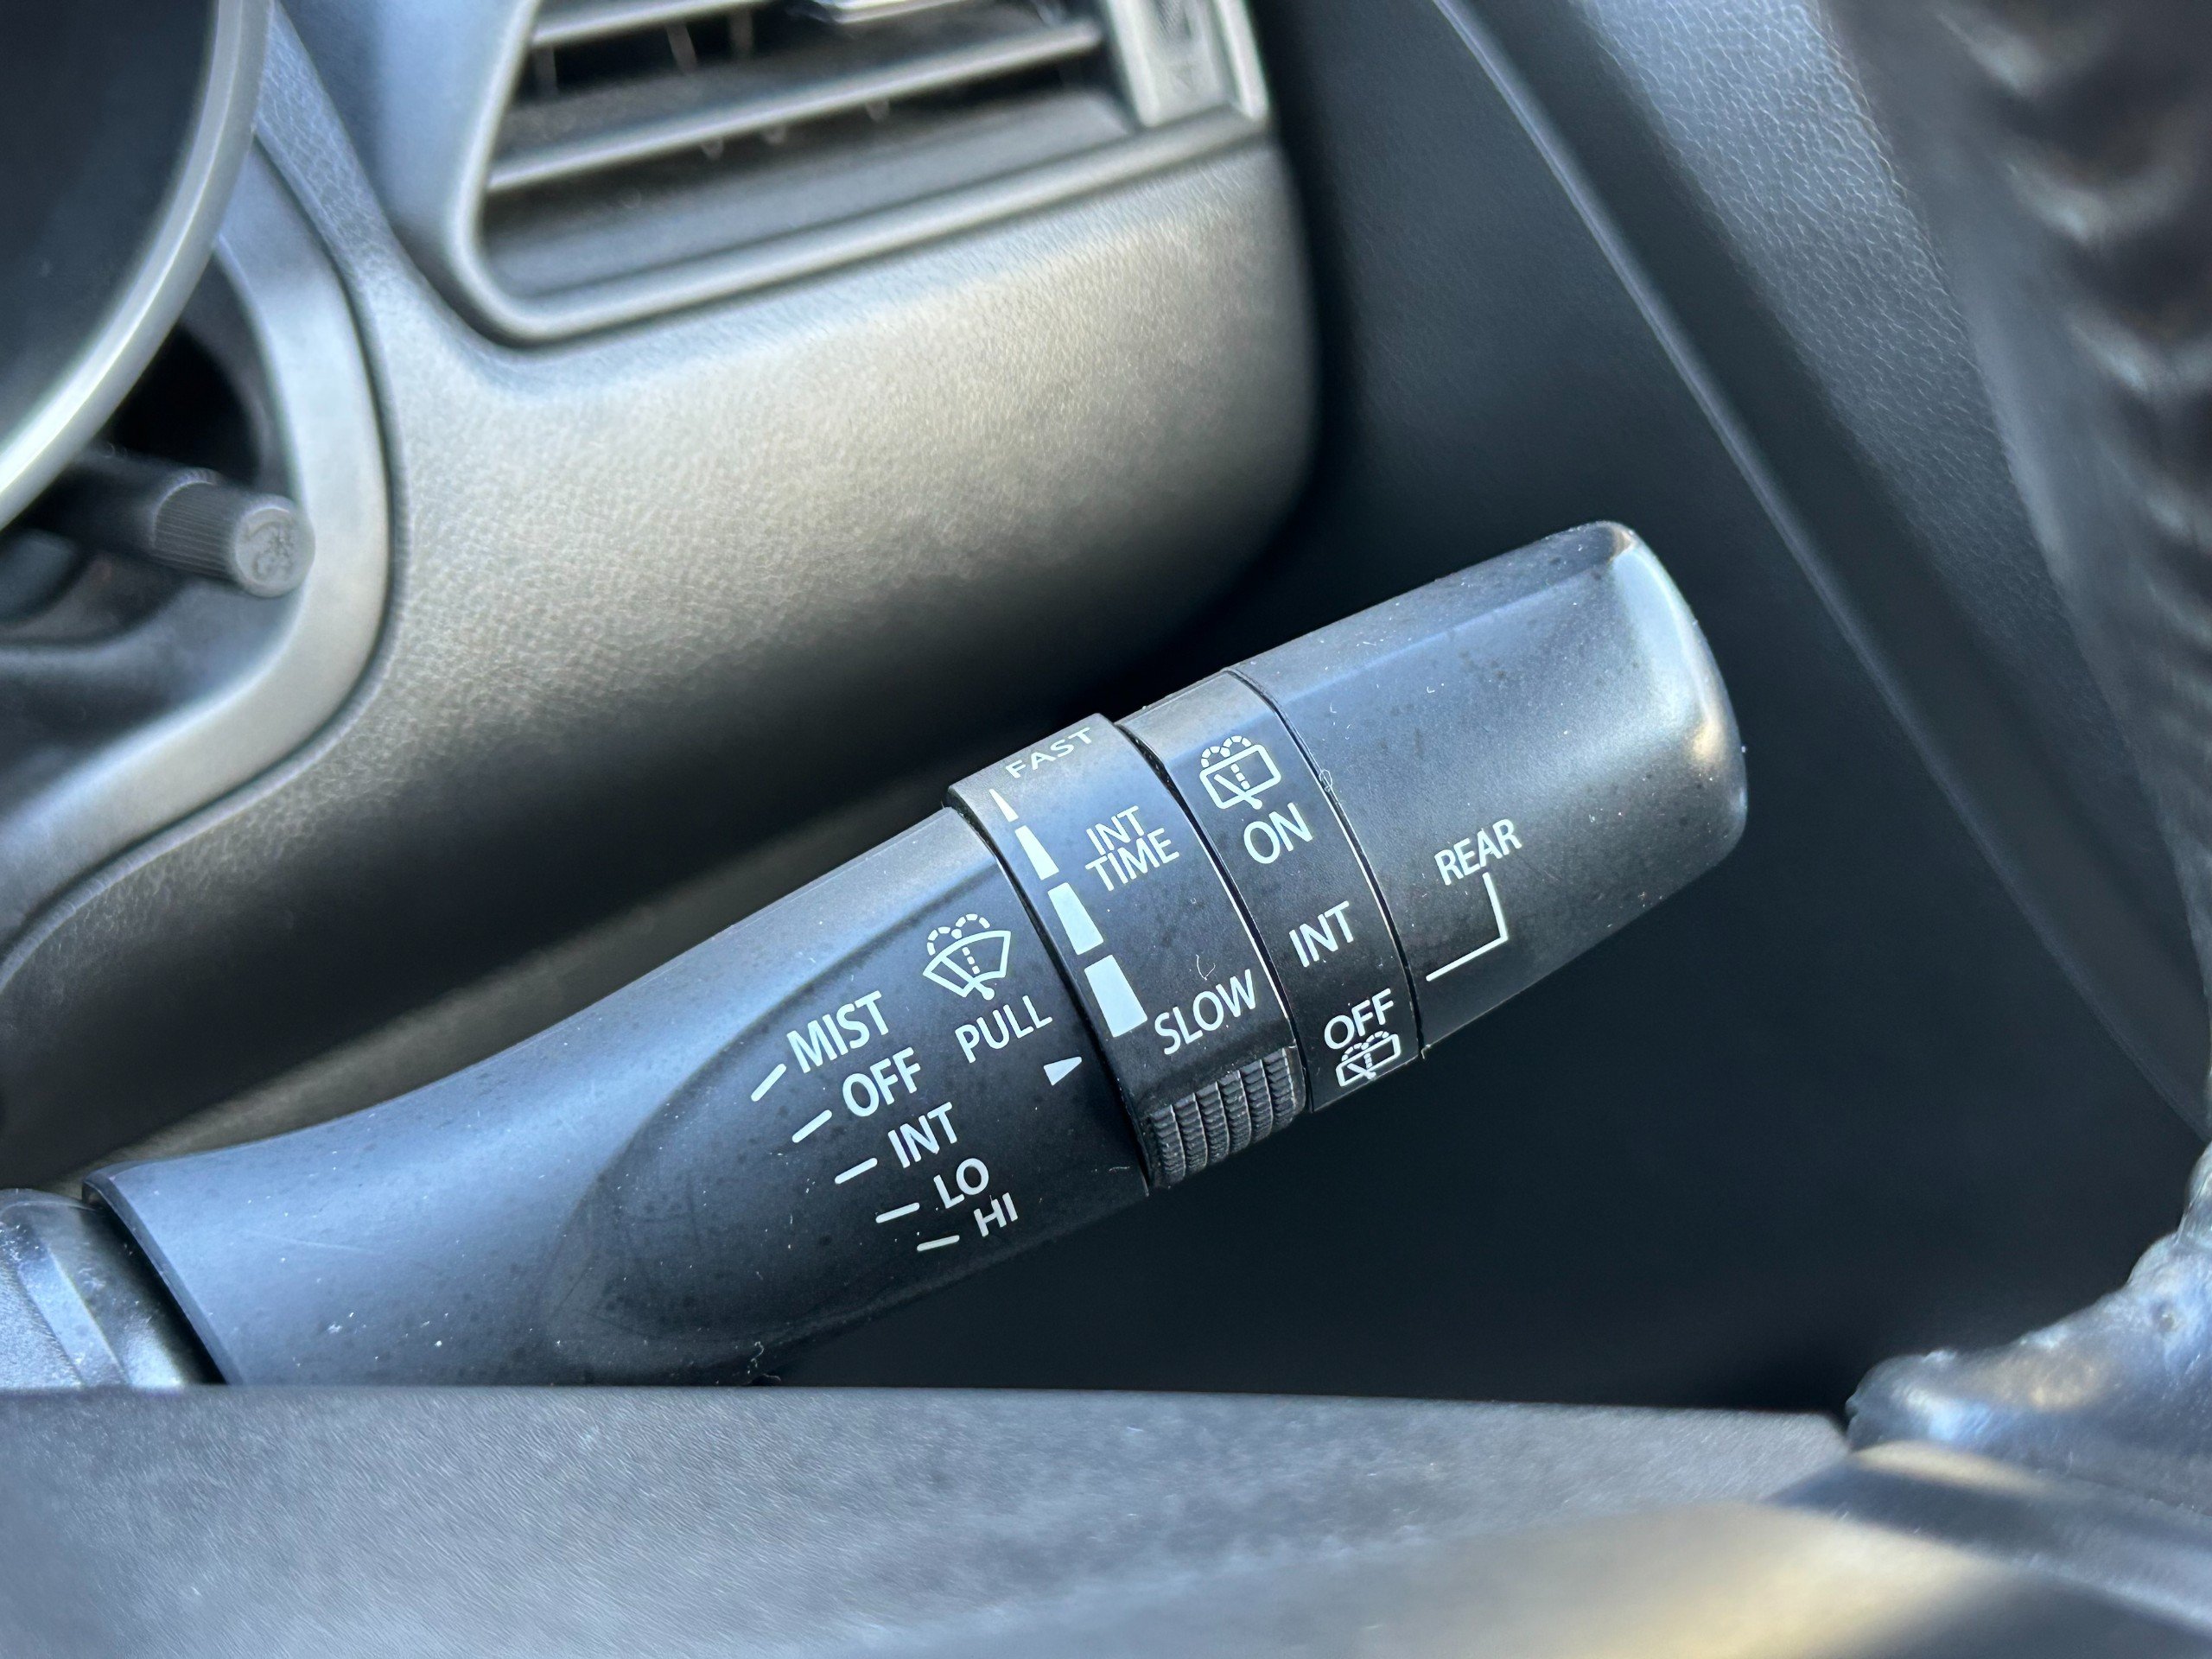 FAST
INT
TIME
SLOW
ON
INT
OFF
REAR
MIST
OFF
INT
LO
HI
PULL